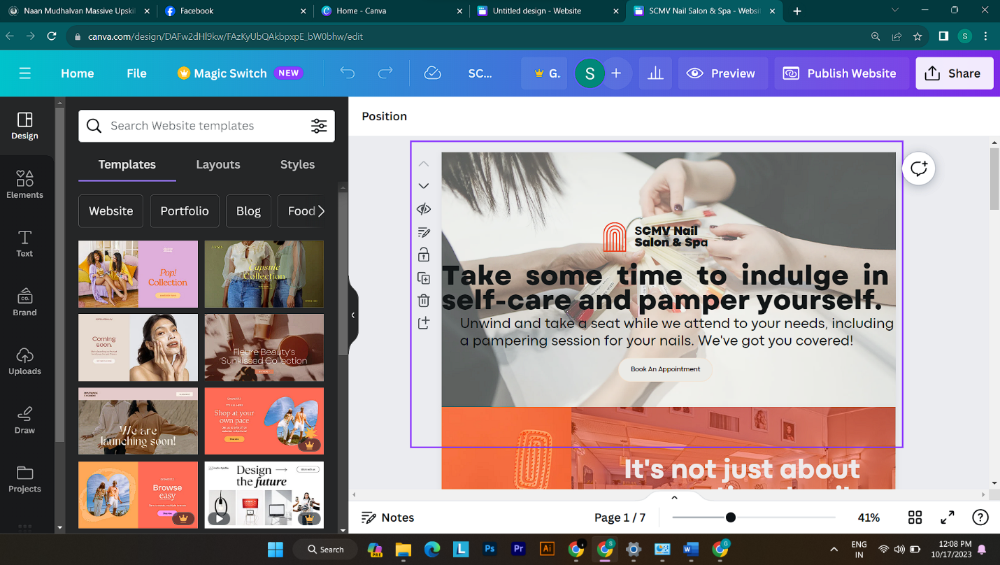 Naan Mudhalvan Massive Upskil
Facebook
Home - Canva
Untitled design - Website
SCMV Nail Salon & Spa - Websi
canva.com/design/DAFw2dHl9kw/FAzKyUbQAkbpxpE_bW0bhw/edit
S
Home
File
Magic Switch
NEW
SC...
G.
S
Preview
Publish Website
Share
Design
Elements
Text
Brand
CO.
Uploads
Draw
Projects
Search Website templates
Templates
Layouts
Styles
Website
Portfolio
Blog
Food
Pop!
Collection
Capsule
Collection
Coming
soon.
Fleure Beauty's
Sunkissed Collection
We are
launching soon!
Shop at your
own pace
Browse
easy
Design
the future
Position
SCMV Nail
Salon & Spa
Take some time to indulge in
self-care and pamper yourself.
Unwind and take a seat while we attend to your needs, including
a pampering session for your nails. We've got you covered!
Book An Appointment
It's not just about
Notes
Page 1 / 7
41%
Search
PRE
L
Ps
Pr
Ai
S
W
G
ENG
IN
12:08 PM
10/17/2023